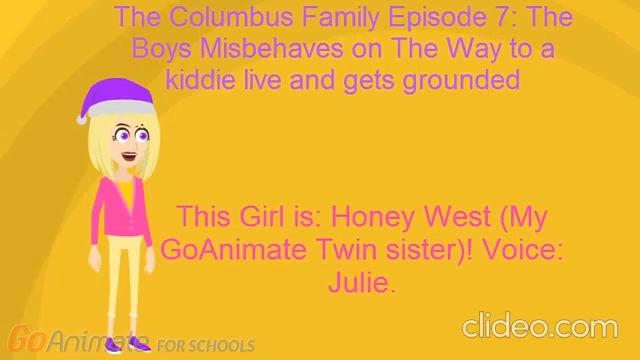 The Columbus Family Episode 7: The
Boys Misbehaves on The Way to a
kiddie live and gets grounded
This Girl is: Honey West (My
GoAnimate Twin sister)! Voice:
Julie.
clideo.com
GoAnimate FOR SCHOOLS